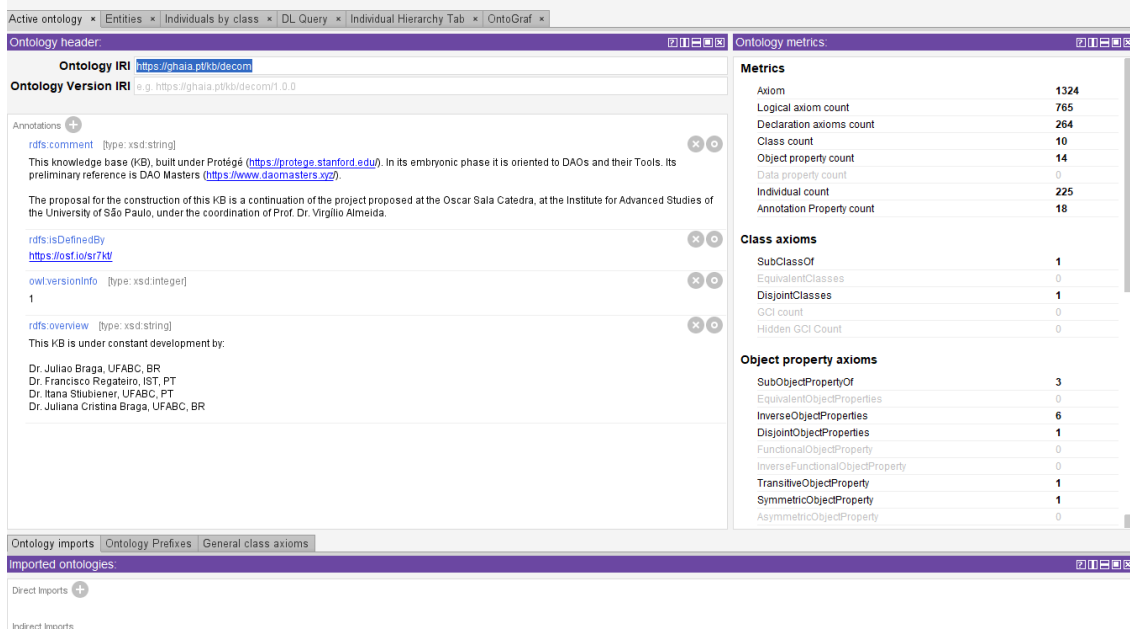 Active ontology × Entities × Individuals by class × DL Query × Individual Hierarchy Tab × OntoGraf ×
Ontology header:
Ontology IRI https://ghaia.pt/kb/decom
Ontology Version IRI e.g. https://ghaia.pt/kb/decom/1.0.0
Annotations
rdfs:comment [type: xsd:string]
This knowledge base (KB), built under Protégé (https://protege.stanford.edu/). In its embryonic phase it is oriented to DAOs and their Tools. Its
preliminary reference is DAO Masters (https://www.daomasters.xyz/).
The proposal for the construction of this KB is a continuation of the project proposed at the Oscar Sala Catedra, at the Institute for Advanced Studies of
the University of São Paulo, under the coordination of Prof. Dr. Virgílio Almeida.
rdfs:isDefinedBy
https://osf.io/sr7kt/
owl:versionInfo [type: xsd:integer]
1
rdfs:overview [type: xsd:string]
This KB is under constant development by:
Dr. Juliao Braga, UFABC, BR
Dr. Francisco Regateiro, IST, PT
Dr. Itana Stiubiener, UFABC, PT
Dr. Juliana Cristina Braga, UFABC, BR
Ontology metrics:
Metrics
Axiom 1324
Logical axiom count 765
Declaration axioms count 264
Class count 10
Object property count 14
Data property count 0
Individual count 225
Annotation Property count 18
Class axioms
SubClassOf 1
EquivalentClasses 0
DisjointClasses 1
GCI count 0
Hidden GCI Count 0
Object property axioms
SubObjectPropertyOf 3
EquivalentObjectProperties 0
InverseObjectProperties 6
DisjointObjectProperties 1
FunctionalObjectProperty 0
InverseFunctionalObjectProperty 0
TransitiveObjectProperty 1
SymmetricObjectProperty 1
AsymmetricObjectProperty 0
Ontology imports Ontology Prefixes General class axioms
Imported ontologies:
Direct Imports
Indirect Imports